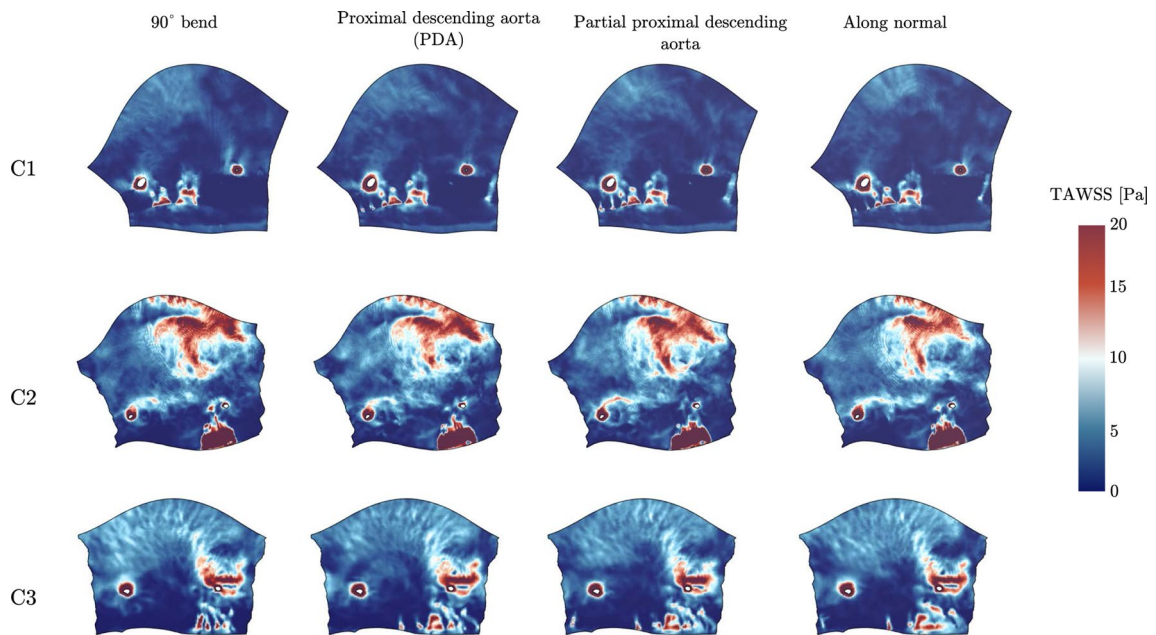 90° bend
Proximal descending aorta
(PDA)
Partial proximal descending
aorta
Along normal
C1
C2
C3
TAWSS [Pa]
20
15
10
5
0